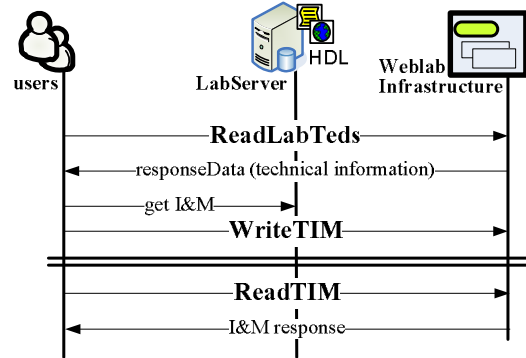 HDL
users
LabServer
Weblab
Infrastructure
ReadLabTeds
responseData (technical information)
get I&M
WriteTIM
ReadTIM
I&M response